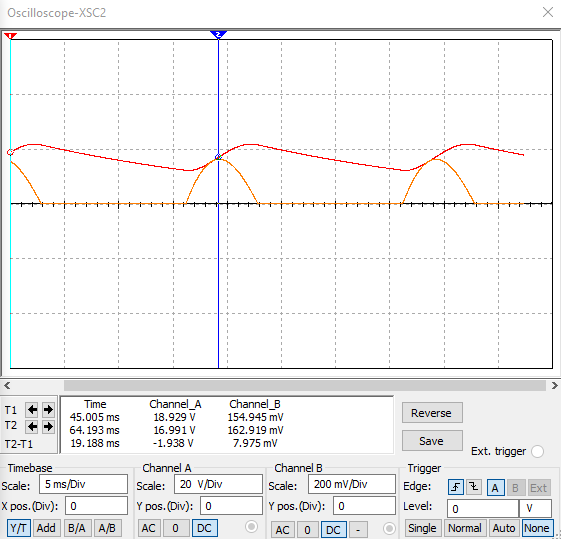 Oscilloscope-XSC2
1
2
Time Channel_A Channel_B
T1 45.005 ms 18.929 V 154.945 mV
T2 64.193 ms 16.991 V 162.919 mV
T2-T1 19.188 ms -1.938 V 7.975 mV
Reverse
Save
Ext. trigger
Timebase
Scale: 5 ms/Div
X pos.(Div): 0
Y/T Add B/A A/B
Channel A
Scale: 20 V/Div
Y pos.(Div): 0
AC 0 DC
Channel B
Scale: 200 mV/Div
Y pos.(Div): 0
AC 0 DC -
Trigger
Edge: A B Ext
Level: 0 V
Single Normal Auto None